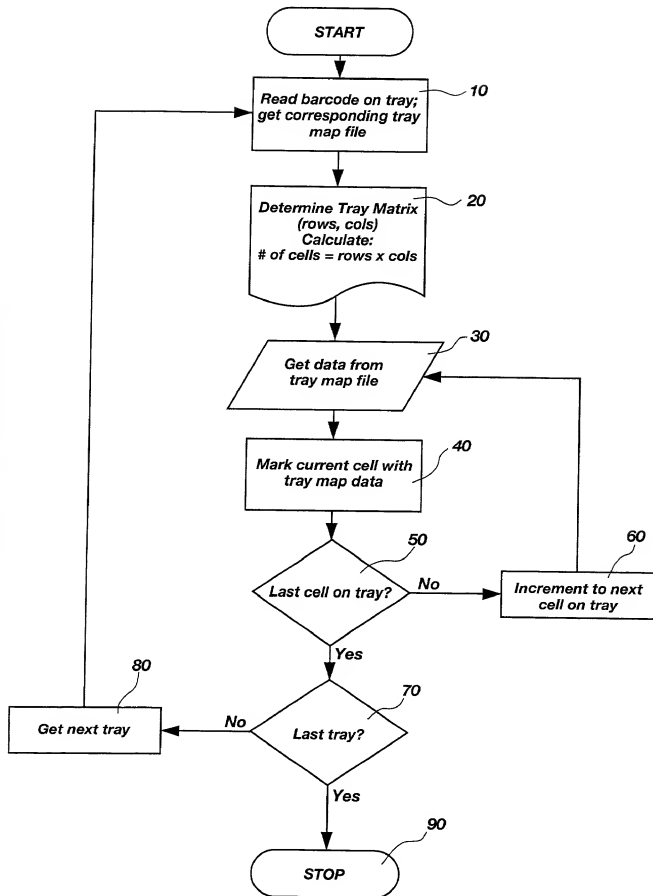 START
10
Read barcode on tray;
get corresponding tray
map file
20
Determine Tray Matrix
(rows, cols)
Calculate:
# of cells = rows x cols
30
Get data from
tray map file
40
Mark current cell with
tray map data
50
Last cell on tray?
No
60
Increment to next
cell on tray
Yes
80
Get next tray
No
70
Last tray?
Yes
90
STOP